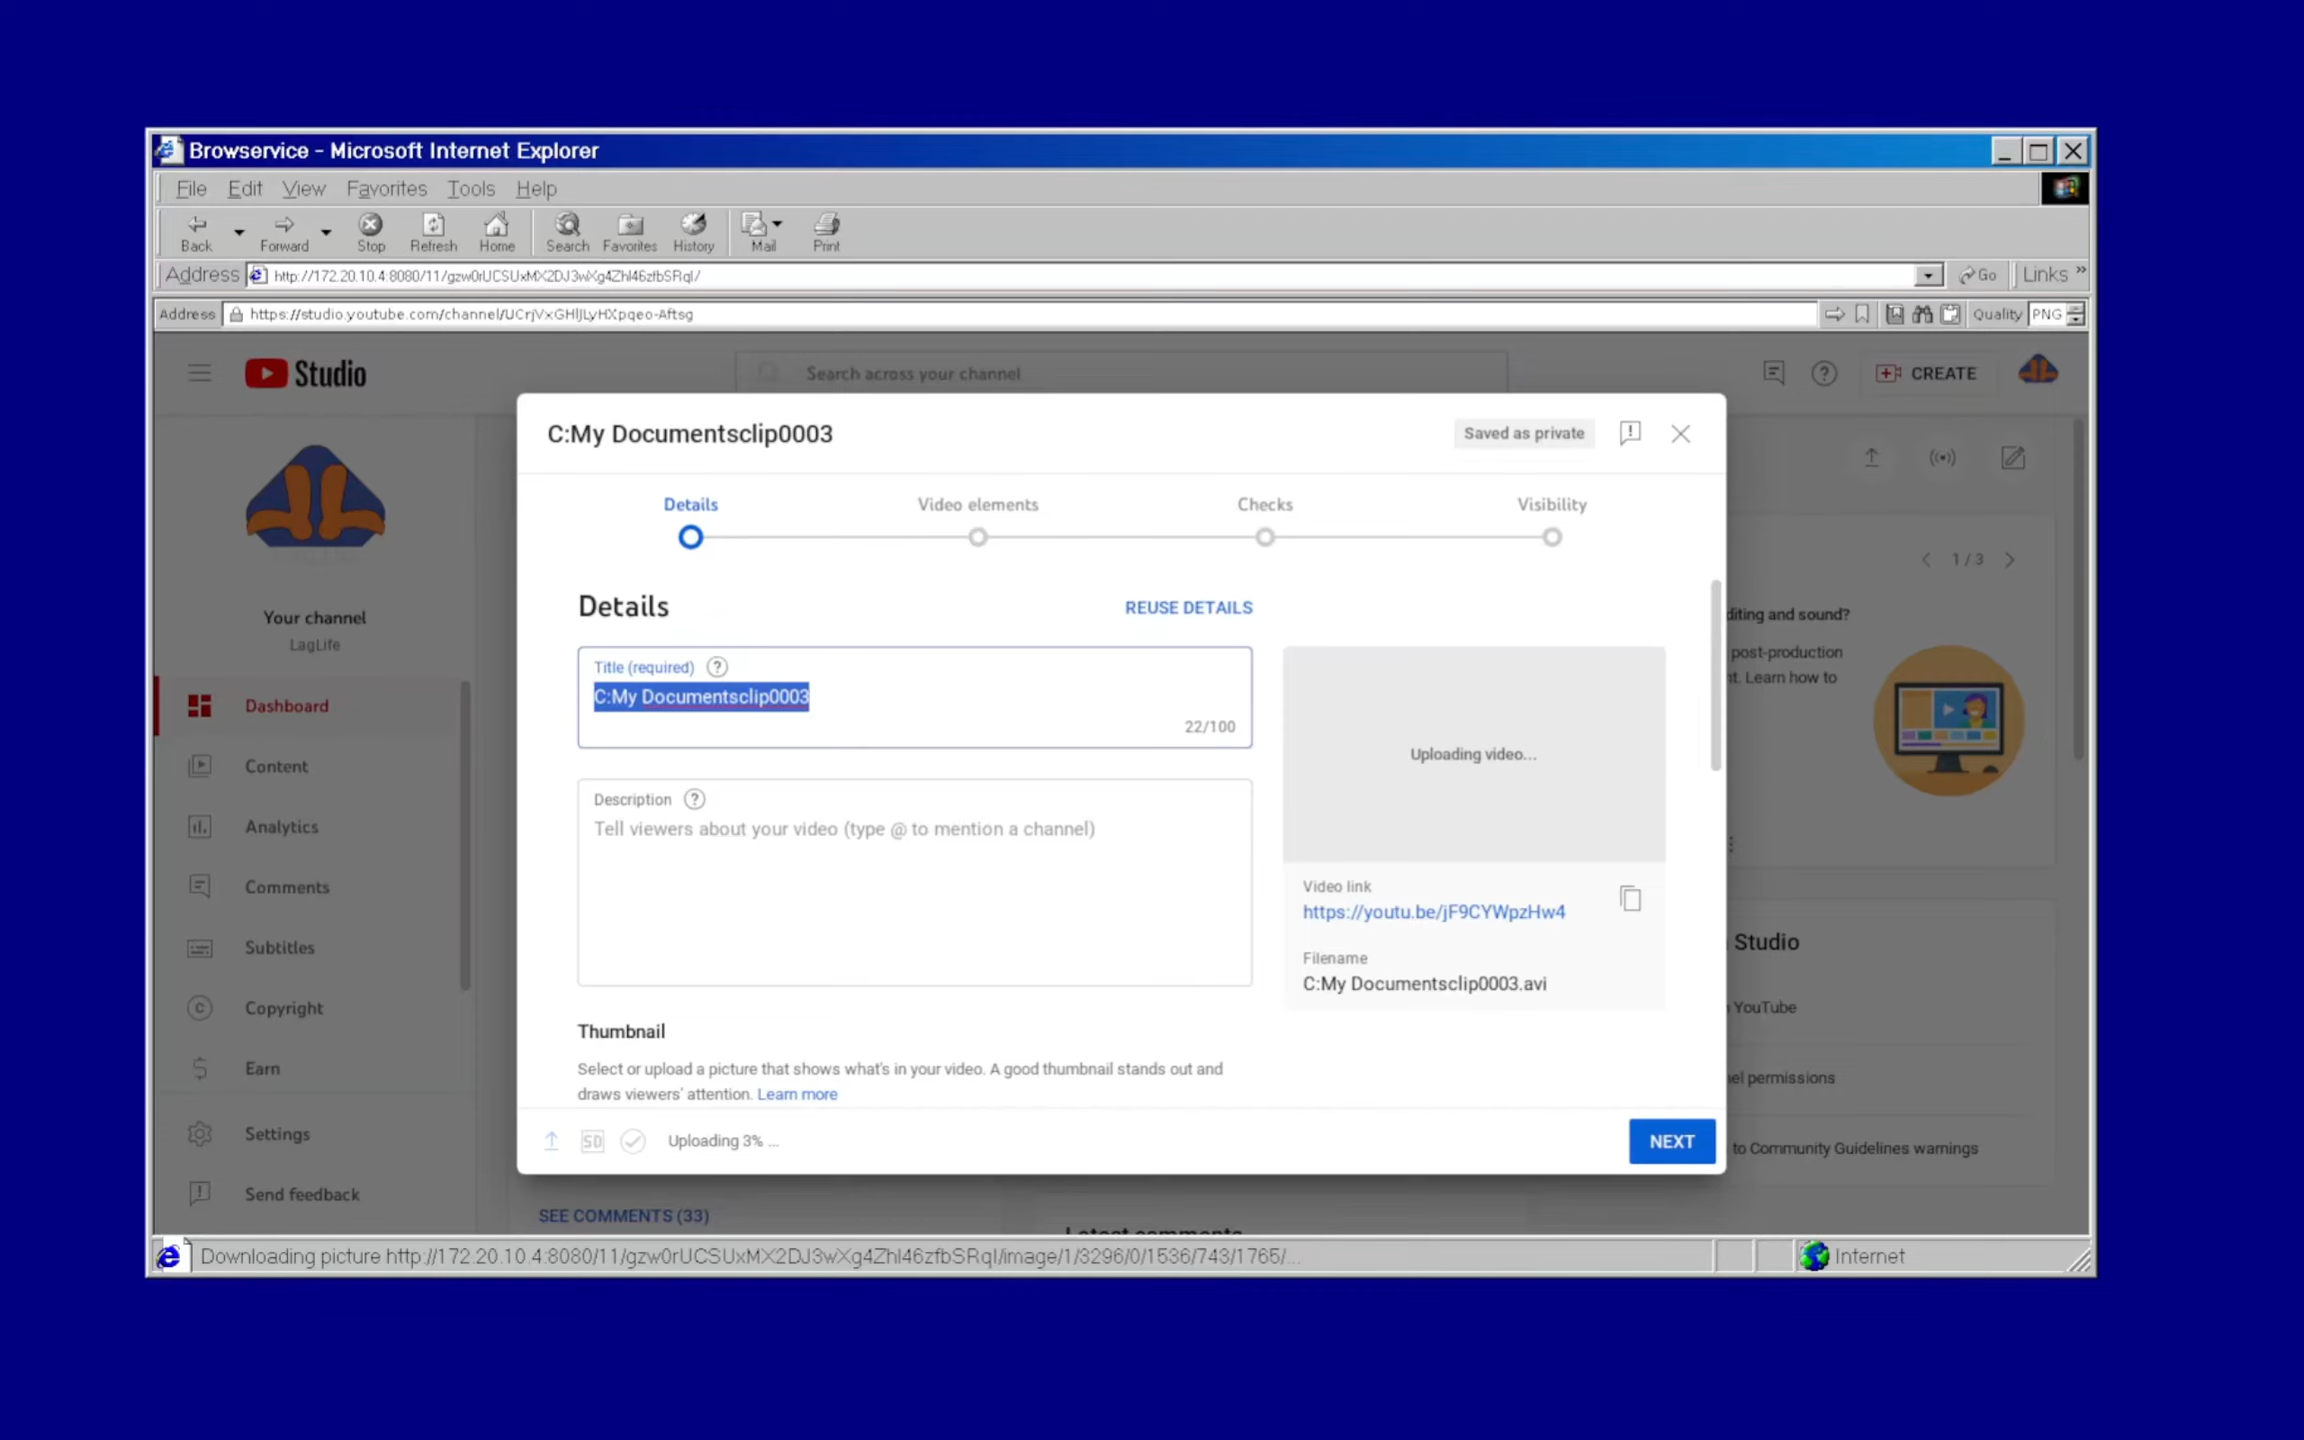 Browservice - Microsoft Internet Explorer
File Edit View Favorites Tools Help
Back Forward Stop Refresh Home Search Favorites History Mail Print
Address http://172.20.10.4:8080/11/gzw0rUCSUxMX2DJ3wXg4Zhl46zfbSRql/ Go Links »
Address https://studio.youtube.com/channel/UCrjVxGHlJLyHXpqeo-Aftsg Quality PNG
Studio
Search across your channel
CREATE
C:My Documentsclip0003
Saved as private
Details Video elements Checks Visibility
1 / 3
Details
REUSE DETAILS
diting and sound?
post-production
t. Learn how to
Your channel
LagLife
Title (required) ?
C:My Documentsclip0003
22/100
Uploading video...
Dashboard
Content
Analytics
Comments
Subtitles
Copyright
Earn
Settings
Send feedback
Description ?
Tell viewers about your video (type @ to mention a channel)
Video link
https://youtu.be/jF9CYWpzHw4
Filename
C:My Documentsclip0003.avi
Studio
YouTube
el permissions
to Community Guidelines warnings
Thumbnail
Select or upload a picture that shows what's in your video. A good thumbnail stands out and
draws viewers' attention. Learn more
SD Uploading 3% ...
NEXT
SEE COMMENTS (33)
Latest comments
Downloading picture http://172.20.10.4:8080/11/gzw0rUCSUxMX2DJ3wXg4Zhl46zfbSRql/image/1/3296/0/1536/743/1765/...
Internet